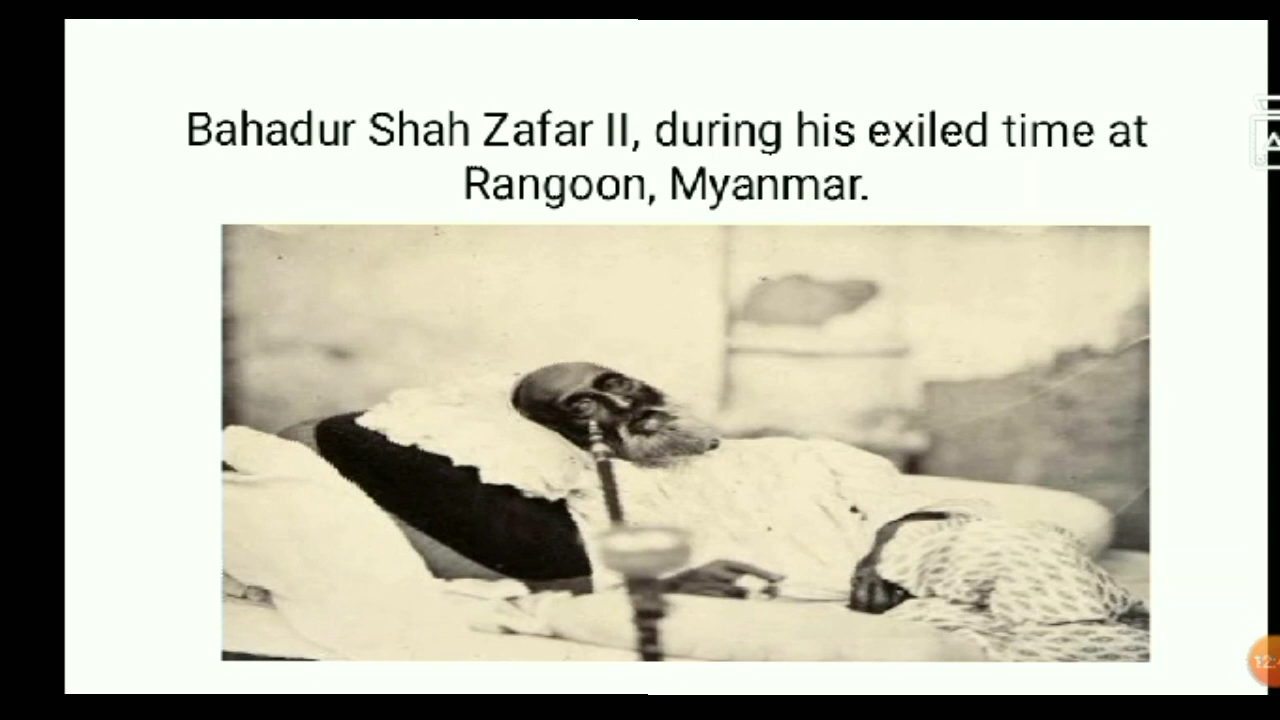 Bahadur Shah Zafar II, during his exiled time at
Rangoon, Myanmar.